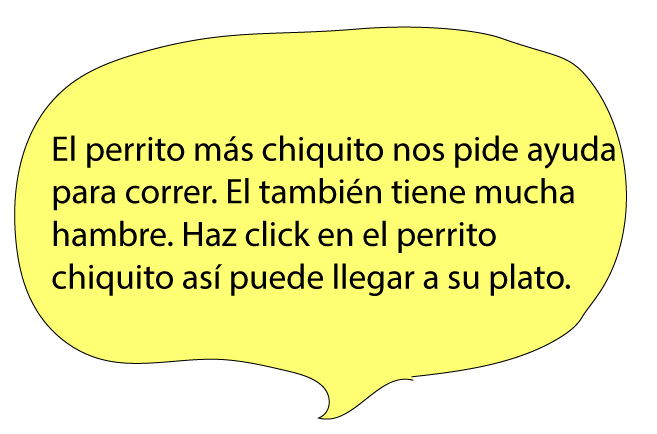 El perrito más chiquito nos pide ayuda
para correr. El también tiene mucha
hambre. Haz click en el perrito
chiquito así puede llegar a su plato.